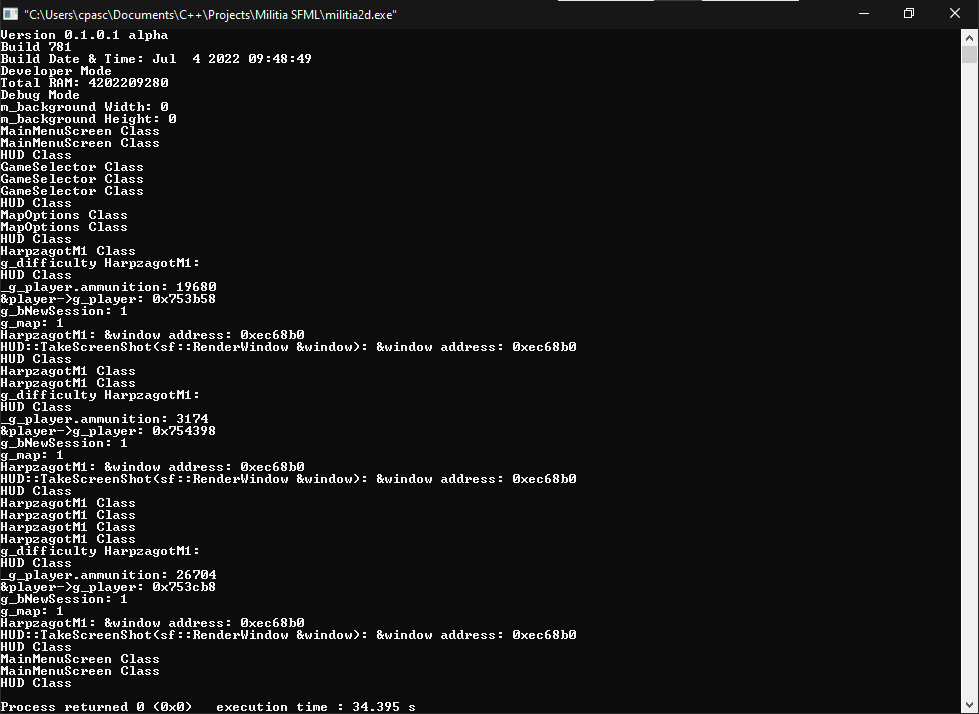 "C:\Users\cpasc\Documents\C++\Projects\Militia SFML\militia2d.exe"
Version 0.1.0.1 alpha
Build 781
Build Date & Time: Jul  4 2022 09:48:49
Developer Mode
Total RAM: 4202209280
Debug Mode
m_background Width: 0
m_background Height: 0
MainMenuScreen Class
MainMenuScreen Class
HUD Class
GameSelector Class
GameSelector Class
GameSelector Class
HUD Class
MapOptions Class
MapOptions Class
HUD Class
HarpzagotM1 Class
g_difficulty HarpzagotM1:
HUD Class
_g_player.ammunition: 19680
&player->g_player: 0x753b58
g_bNewSession: 1
g_map: 1
HarpzagotM1: &window address: 0xec68b0
HUD::TakeScreenShot(sf::RenderWindow &window): &window address: 0xec68b0
HUD Class
HarpzagotM1 Class
HarpzagotM1 Class
g_difficulty HarpzagotM1:
HUD Class
_g_player.ammunition: 3174
&player->g_player: 0x754398
g_bNewSession: 1
g_map: 1
HarpzagotM1: &window address: 0xec68b0
HUD::TakeScreenShot(sf::RenderWindow &window): &window address: 0xec68b0
HUD Class
HarpzagotM1 Class
HarpzagotM1 Class
HarpzagotM1 Class
HarpzagotM1 Class
g_difficulty HarpzagotM1:
HUD Class
_g_player.ammunition: 26704
&player->g_player: 0x753cb8
g_bNewSession: 1
g_map: 1
HarpzagotM1: &window address: 0xec68b0
HUD::TakeScreenShot(sf::RenderWindow &window): &window address: 0xec68b0
HUD Class
MainMenuScreen Class
MainMenuScreen Class
HUD Class
Process returned 0 (0x0)   execution time : 34.395 s